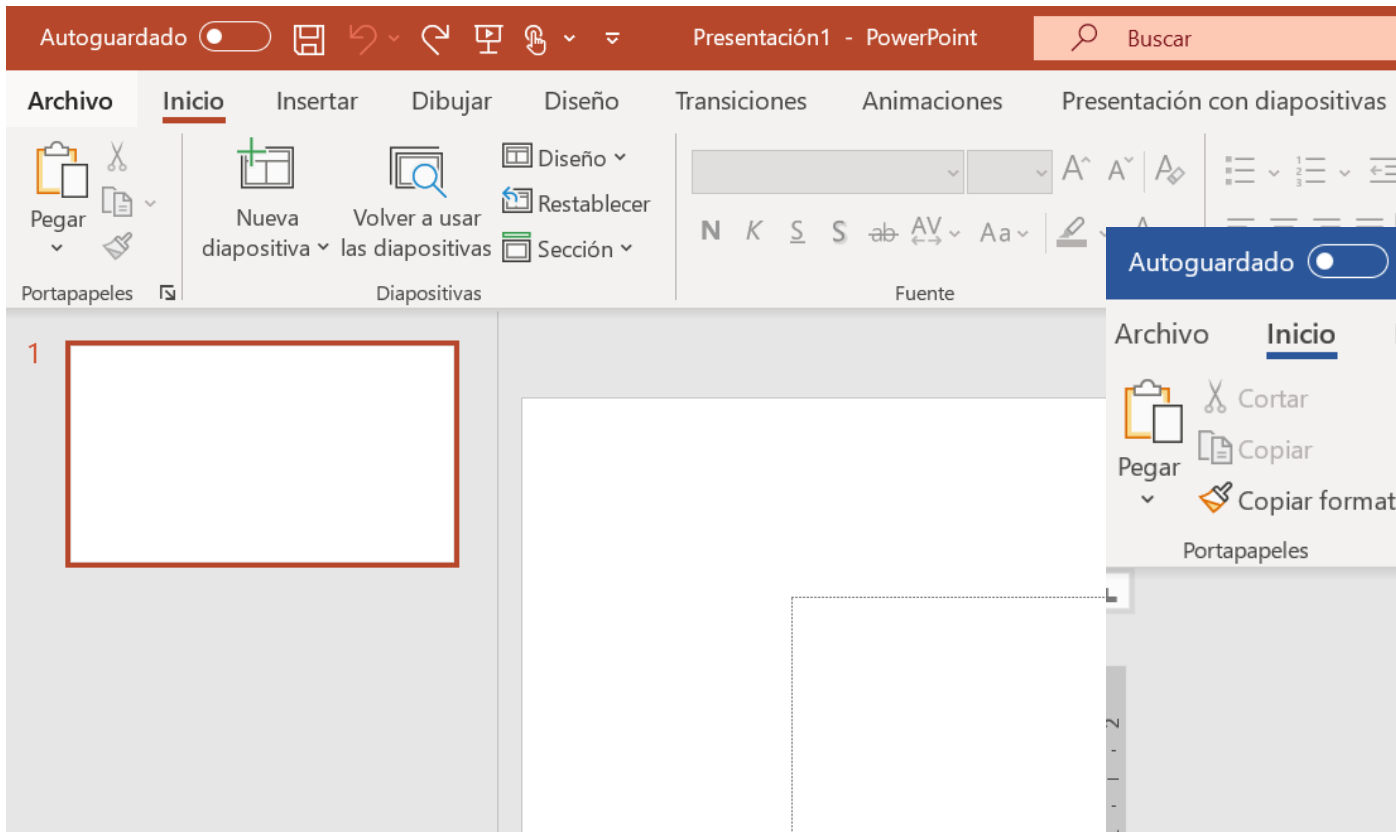 Autoguardado
Presentación1 - PowerPoint
Buscar
Archivo Inicio Insertar Dibujar Diseño Transiciones Animaciones Presentación con diapositivas
Pegar
Nueva
diapositiva
Volver a usar
las diapositivas
Diseño
Restablecer
Sección
N K S S ab AV Aa
Portapapeles
Diapositivas
Fuente
1
Autoguardado
Archivo Inicio
Pegar
Cortar
Copiar
Copiar format
Portapapeles
2